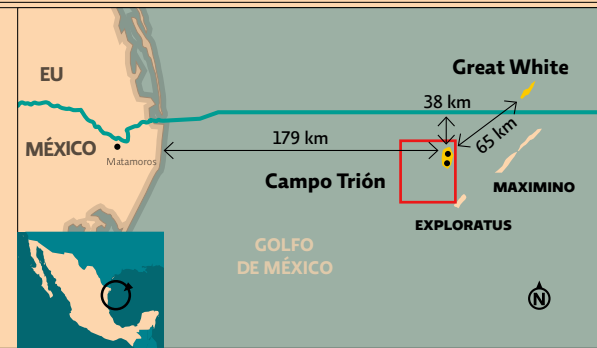 EU
Great White
38 km
179 km
65 km
MÉXICO
Matamoros
Campo Trión
MAXIMINO
EXPLORATUS
GOLFO
DE MÉXICO
N